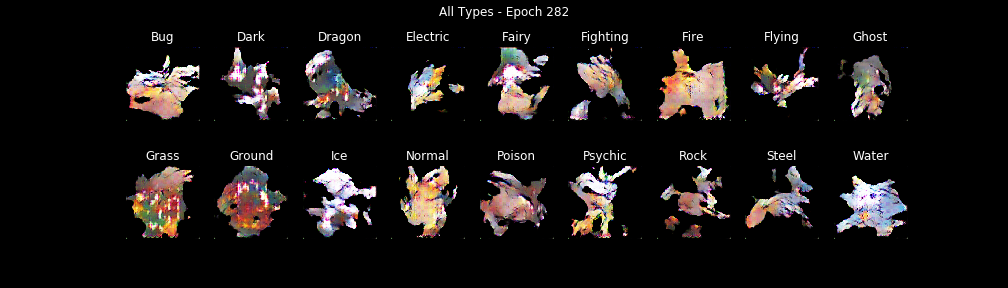 All Types - Epoch 282
Bug Dark Dragon Electric Fairy Fighting Fire Flying Ghost
Grass Ground Ice Normal Poison Psychic Rock Steel Water